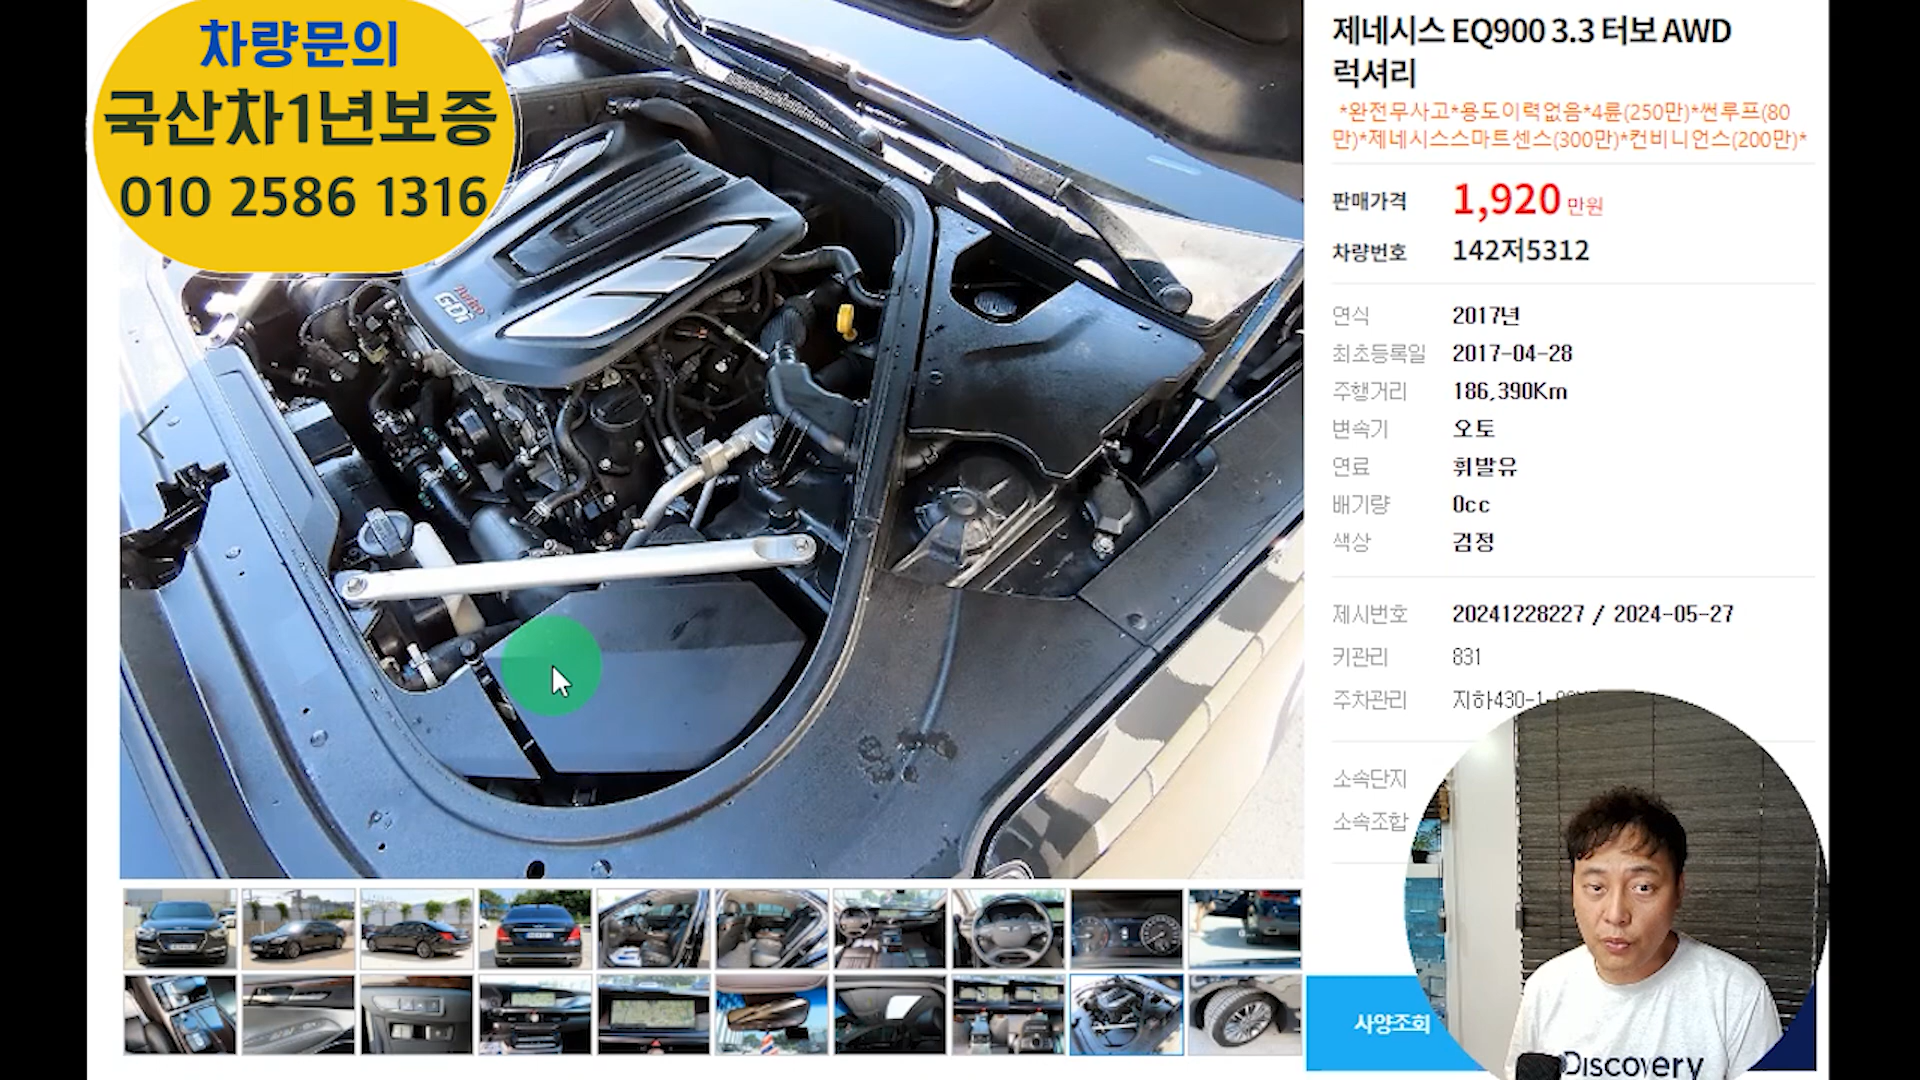 차량문의
국산차1년보증
010 2586 1316
Turbo
GDi
제네시스 EQ900 3.3 터보 AWD
럭셔리
*완전무사고*용도이력없음*4륜(250만)*썬루프(80
만)*제네시스스마트센스(300만)*컨비니언스(200만)*
판매가격 1,920 만원
차량번호 142저5312
연식 2017년
최초등록일 2017-04-28
주행거리 186,390Km
변속기 오토
연료 휘발유
배기량 0cc
색상 검정
제시번호 20241228227 / 2024-05-27
키관리 831
주차관리 지하430-1
소속단지
소속조합
사양조회
Discovery